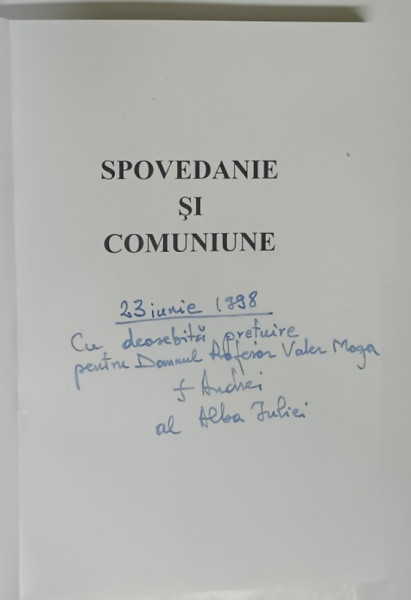 SPOVEDANIE
ŞI
COMUNIUNE
23 iunie 1998
Cu deosebită prețuire
pentru Domnul Profesor Valer Moga
† Andrei
al Alba Iuliei